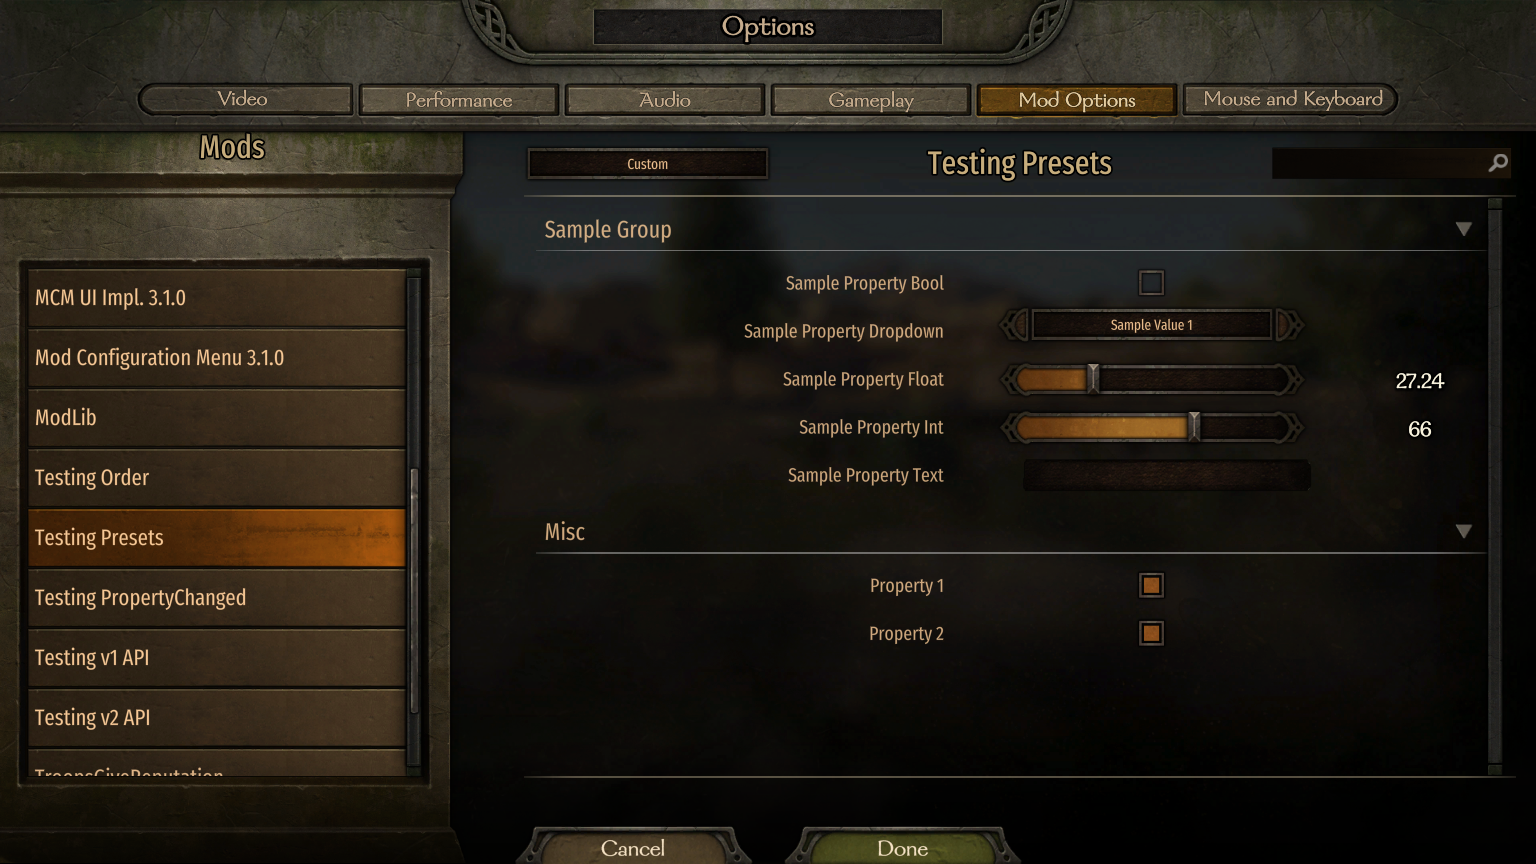 Options
Video
Performance
Audio
Gameplay
Mod Options
Mouse and Keyboard
Mods
MCM UI Impl. 3.1.0
Mod Configuration Menu 3.1.0
ModLib
Testing Order
Testing Presets
Testing PropertyChanged
Testing v1 API
Testing v2 API
TroopsGiveReputation
Custom
Testing Presets
Sample Group
Sample Property Bool
Sample Property Dropdown
Sample Value 1
Sample Property Float
27.24
Sample Property Int
66
Sample Property Text
Misc
Property 1
Property 2
Cancel
Done